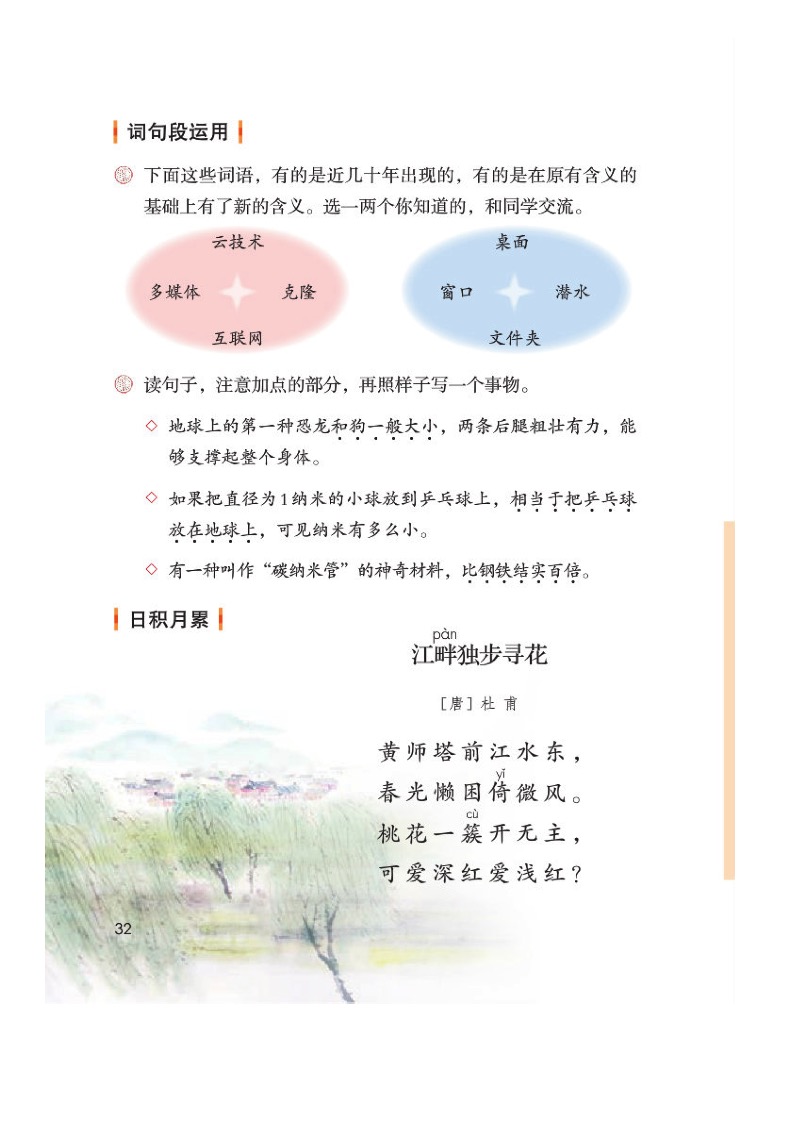 词句段运用
下面这些词语，有的是近几十年出现的，有的是在原有含义的
基础上有了新的含义。选一两个你知道的，和同学交流。
云技术
多媒体 克隆
互联网
桌面
窗口 潜水
文件夹
读句子，注意加点的部分，再照样子写一个事物。
地球上的第一种恐龙和狗一般大小，两条后腿粗壮有力，能
够支撑起整个身体。
如果把直径为1纳米的小球放到乒乓球上，相当于把乒乓球
放在地球上，可见纳米有多么小。
有一种叫作“碳纳米管”的神奇材料，比钢铁结实百倍。
日积月累
pàn
江畔独步寻花
［唐］杜 甫
黄师塔前江水东，
yǐ
春光懒困倚微风。
cù
桃花一簇开无主，
可爱深红爱浅红？
32